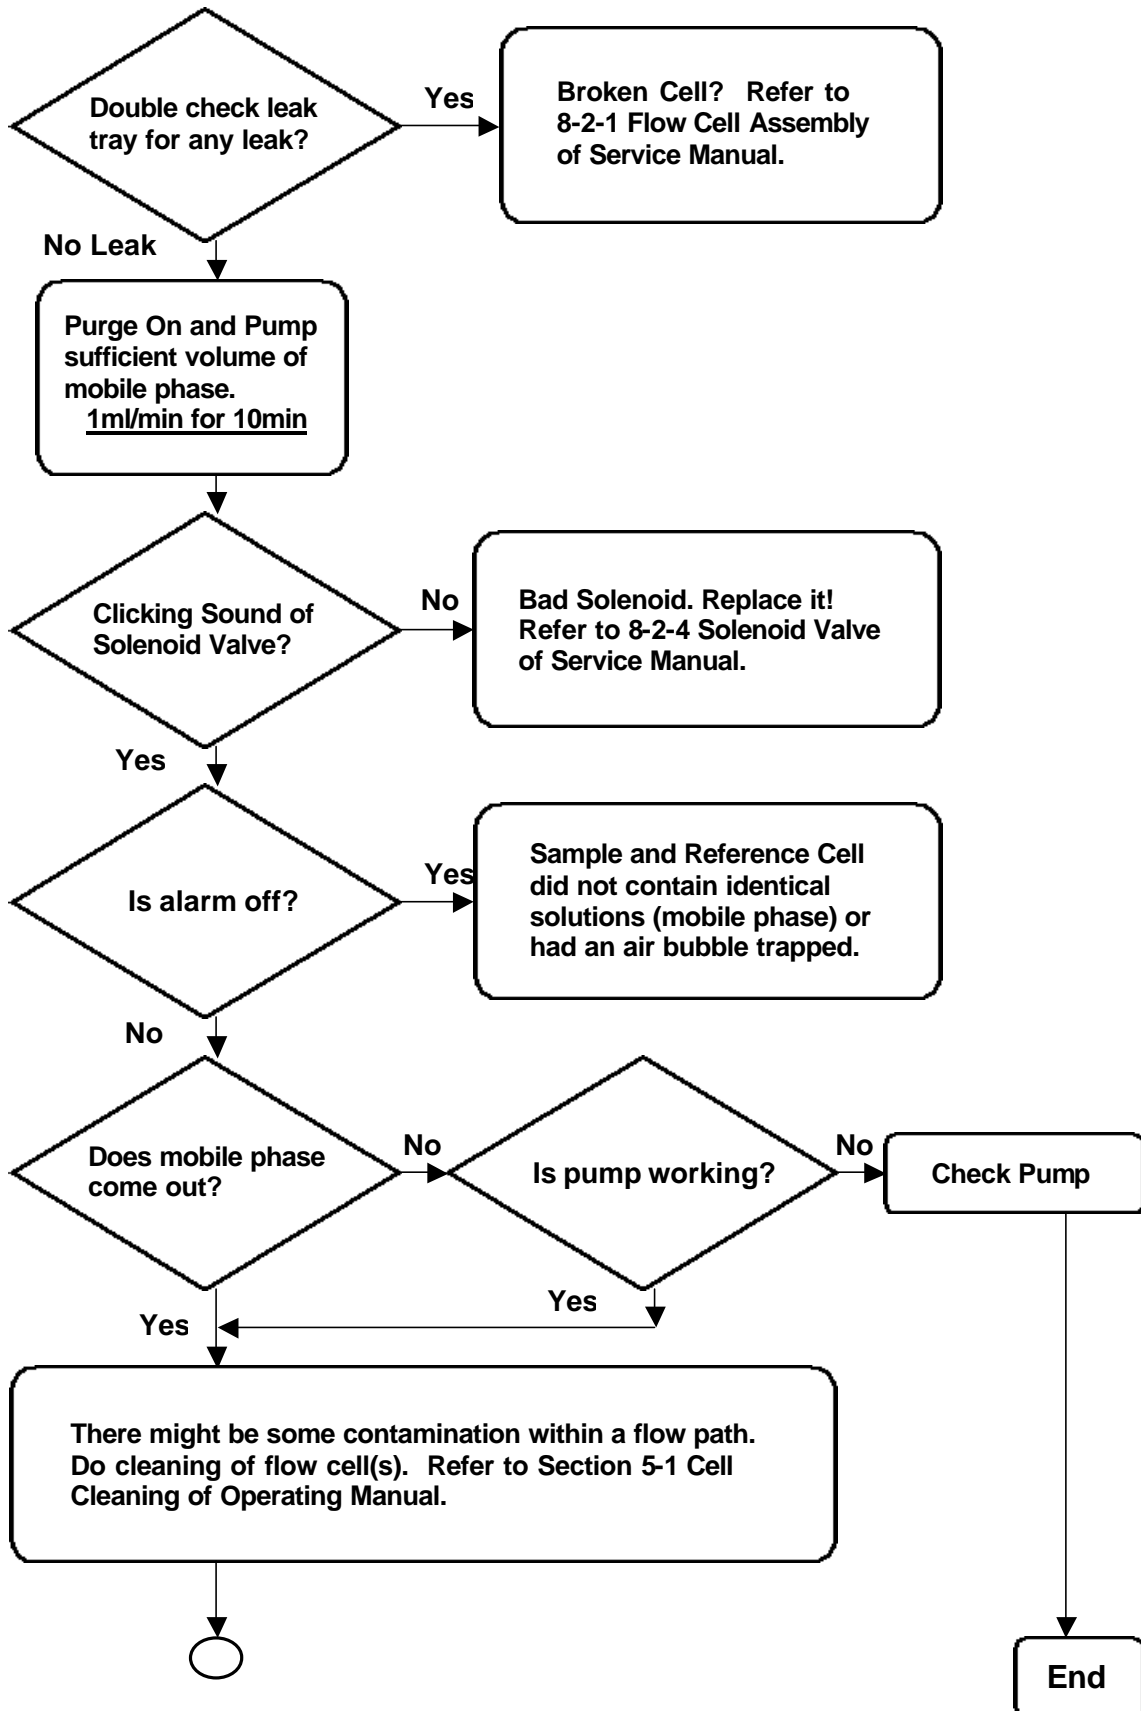 Double check leak
tray for any leak?
Yes
Broken Cell? Refer to
8-2-1 Flow Cell Assembly
of Service Manual.
No Leak
Purge On and Pump
sufficient volume of
mobile phase.
1ml/min for 10min
Clicking Sound of
Solenoid Valve?
No
Bad Solenoid. Replace it!
Refer to 8-2-4 Solenoid Valve
of Service Manual.
Yes
Is alarm off?
Yes
Sample and Reference Cell
did not contain identical
solutions (mobile phase) or
had an air bubble trapped.
No
Does mobile phase
come out?
No
Is pump working?
No
Check Pump
Yes
Yes
There might be some contamination within a flow path.
Do cleaning of flow cell(s). Refer to Section 5-1 Cell
Cleaning of Operating Manual.
End